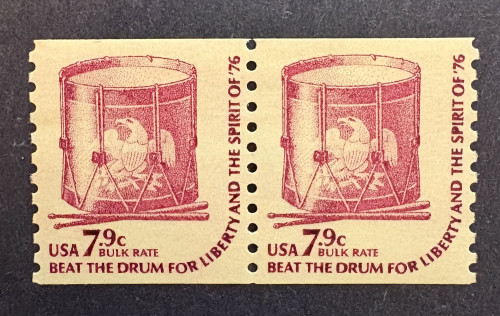 USA 7.9c
BULK RATE
BEAT THE DRUM FOR LIBERTY AND THE SPIRIT OF '76
USA 7.9c
BULK RATE
BEAT THE DRUM FOR LIBERTY AND THE SPIRIT OF '76